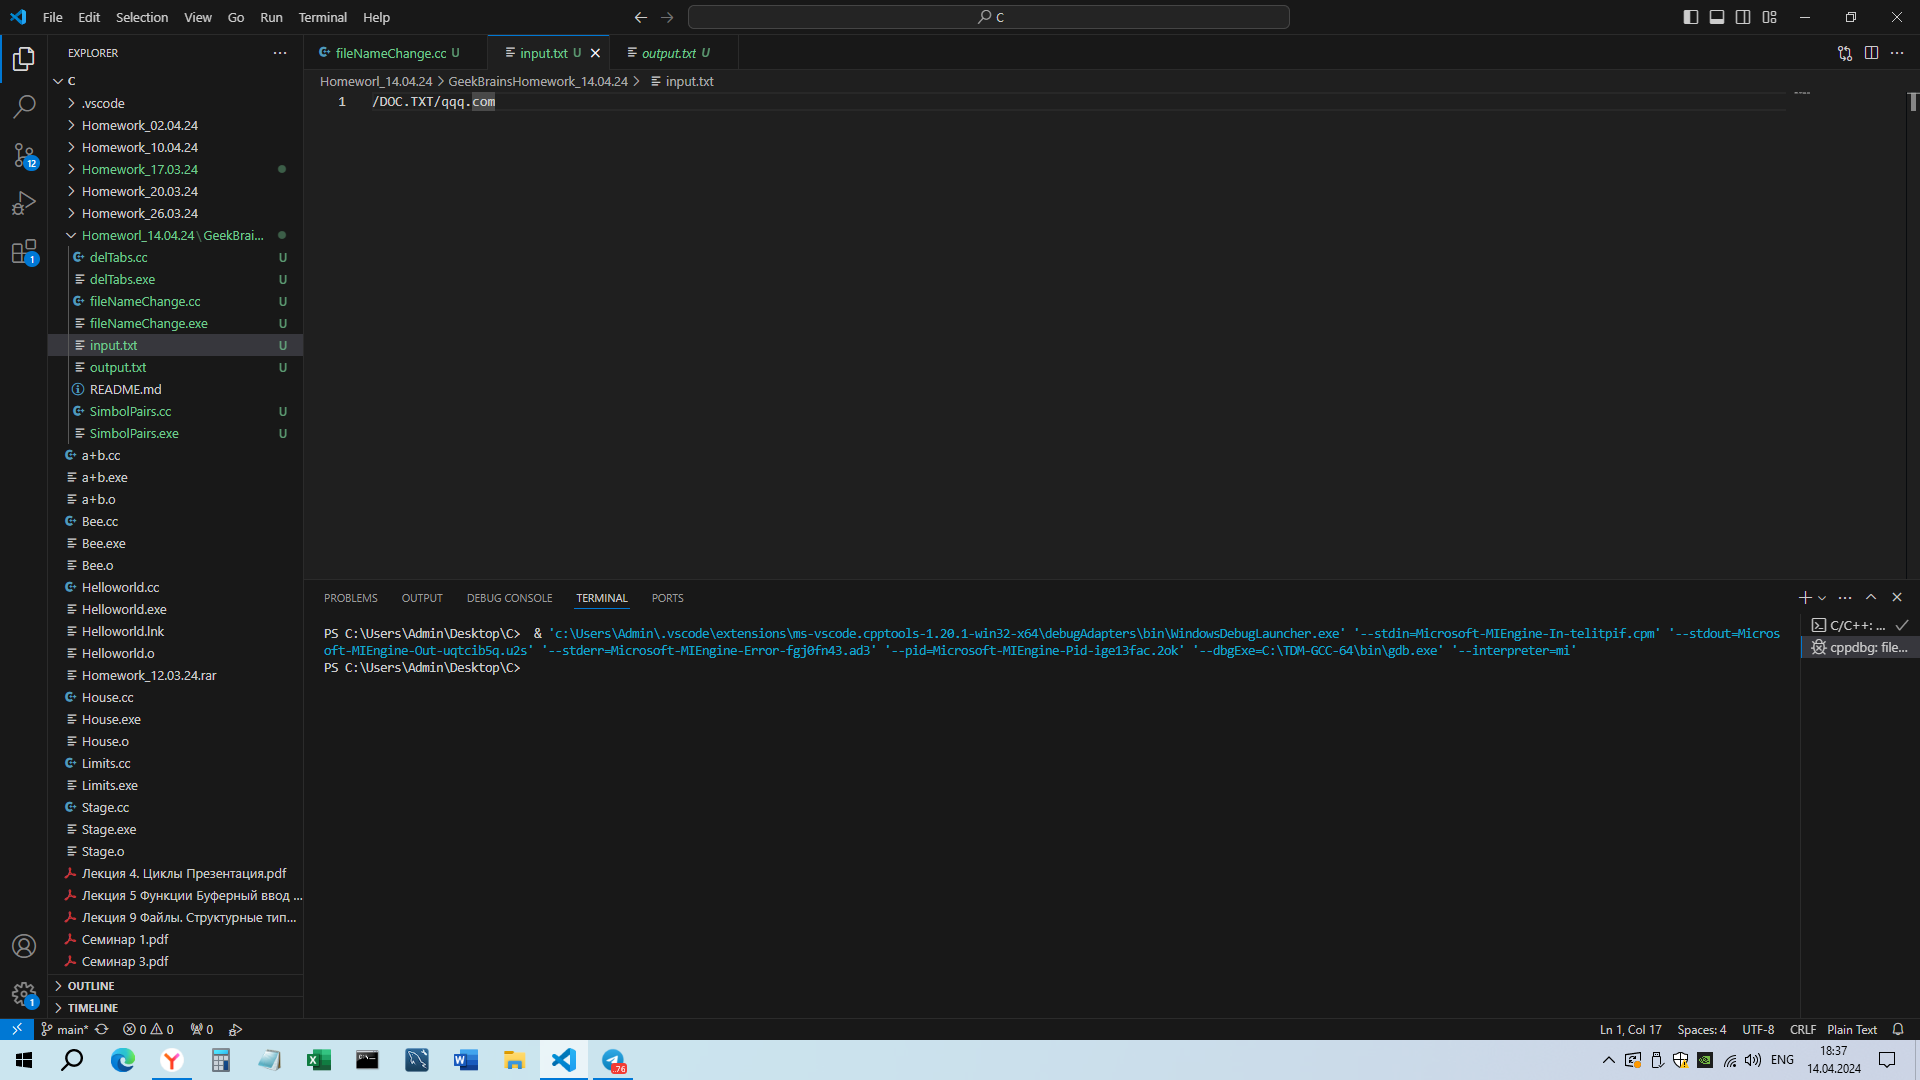 File Edit Selection View Go Run Terminal Help
C
EXPLORER
C
.vscode
Homework_02.04.24
Homework_10.04.24
Homework_17.03.24
Homework_20.03.24
Homework_26.03.24
Homeworl_14.04.24\GeekBrai...
delTabs.cc U
delTabs.exe U
fileNameChange.cc U
fileNameChange.exe U
input.txt U
output.txt U
README.md
SimbolPairs.cc U
SimbolPairs.exe U
a+b.cc
a+b.exe
a+b.o
Bee.cc
Bee.exe
Bee.o
Helloworld.cc
Helloworld.exe
Helloworld.lnk
Helloworld.o
Homework_12.03.24.rar
House.cc
House.exe
House.o
Limits.cc
Limits.exe
Stage.cc
Stage.exe
Stage.o
Лекция 4. Циклы Презентация.pdf
Лекция 5 Функции Буферный ввод ...
Лекция 9 Файлы. Структурные тип...
Семинар 1.pdf
Семинар 3.pdf
OUTLINE
TIMELINE
12
1
1
fileNameChange.cc U
input.txt U
output.txt U
Homeworl_14.04.24 > GeekBrainsHomework_14.04.24 > input.txt
1 /DOC.TXT/qqq.com
PROBLEMS OUTPUT DEBUG CONSOLE TERMINAL PORTS
PS C:\Users\Admin\Desktop\C> & 'c:\Users\Admin\.vscode\extensions\ms-vscode.cpptools-1.20.1-win32-x64\debugAdapters\bin\WindowsDebugLauncher.exe' '--stdin=Microsoft-MIEngine-In-telitpif.cpm' '--stdout=Micros
oft-MIEngine-Out-uqtcib5q.u2s' '--stderr=Microsoft-MIEngine-Error-fgj0fn43.ad3' '--pid=Microsoft-MIEngine-Pid-ige13fac.2ok' '--dbgExe=C:\TDM-GCC-64\bin\gdb.exe' '--interpreter=mi'
PS C:\Users\Admin\Desktop\C>
C/C++: ...
cppdbg: file...
main* 0 0 0
Ln 1, Col 17 Spaces: 4 UTF-8 CRLF Plain Text
76
ENG
18:37
14.04.2024